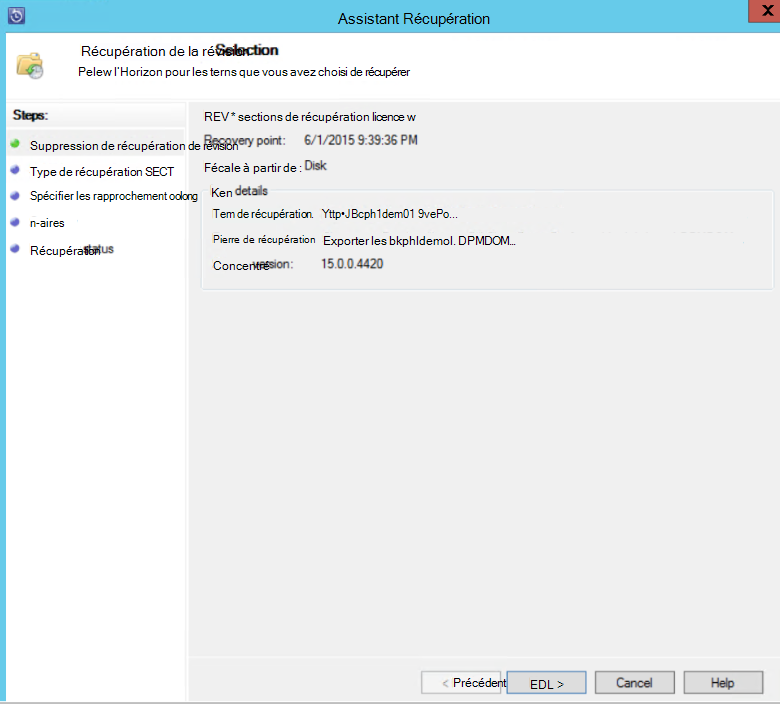 Assistant Récupération
Récupération de la révision Selection
Pelew l'Horizon pour les terns que vous avez choisi de récupérer
Steps:
Suppression de récupération de révision
Type de récupération SECT
Spécifier les rapprochement oolong
n-aires
Récupération status
REV * sections de récupération licence w
Recovery point: 6/1/2015 9:39:36 PM
Fécale à partir de : Disk
Ken details
Tem de récupération. Yttp•JBcph1dem01 9vePo...
Pierre de récupération Exporter les bkphldemol. DPMDOM...
Concentré version: 15.0.0.4420
< Précédent
EDL >
Cancel
Help